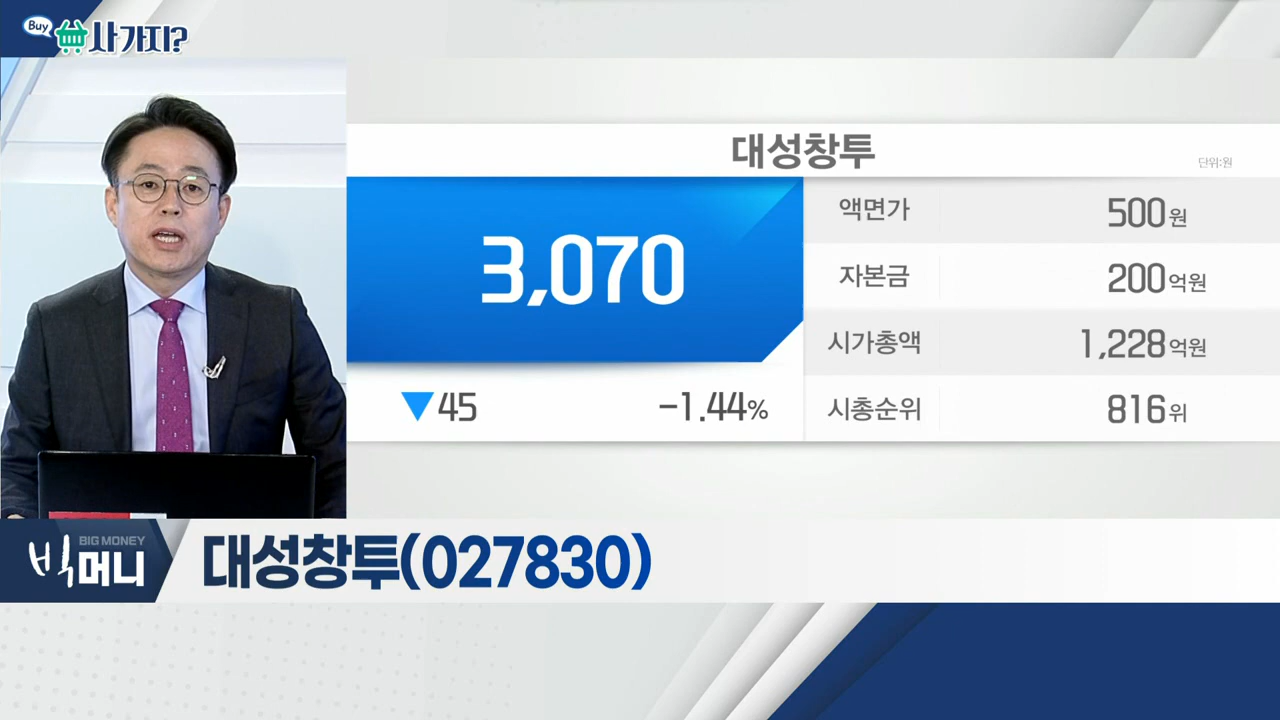 Buy
사가지?
대성창투
단위:원
3,070
▼45 -1.44%
액면가 500원
자본금 200억원
시가총액 1,228억원
시총순위 816위
BIG MONEY
빅머니
대성창투(027830)